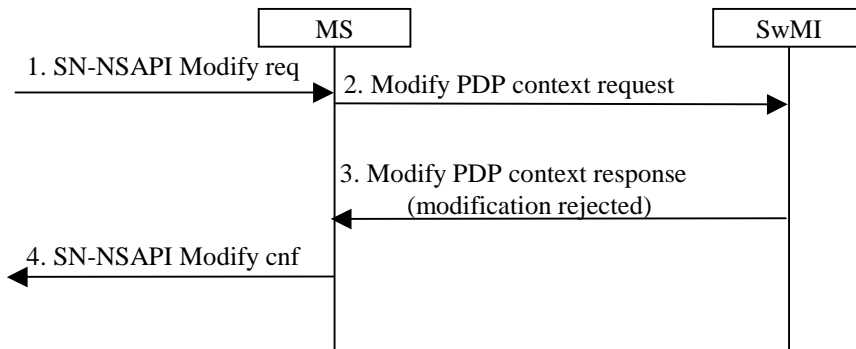 MS
SwMI
1. SN-NSAPI Modify req
2. Modify PDP context request
3. Modify PDP context response
(modification rejected)
4. SN-NSAPI Modify cnf